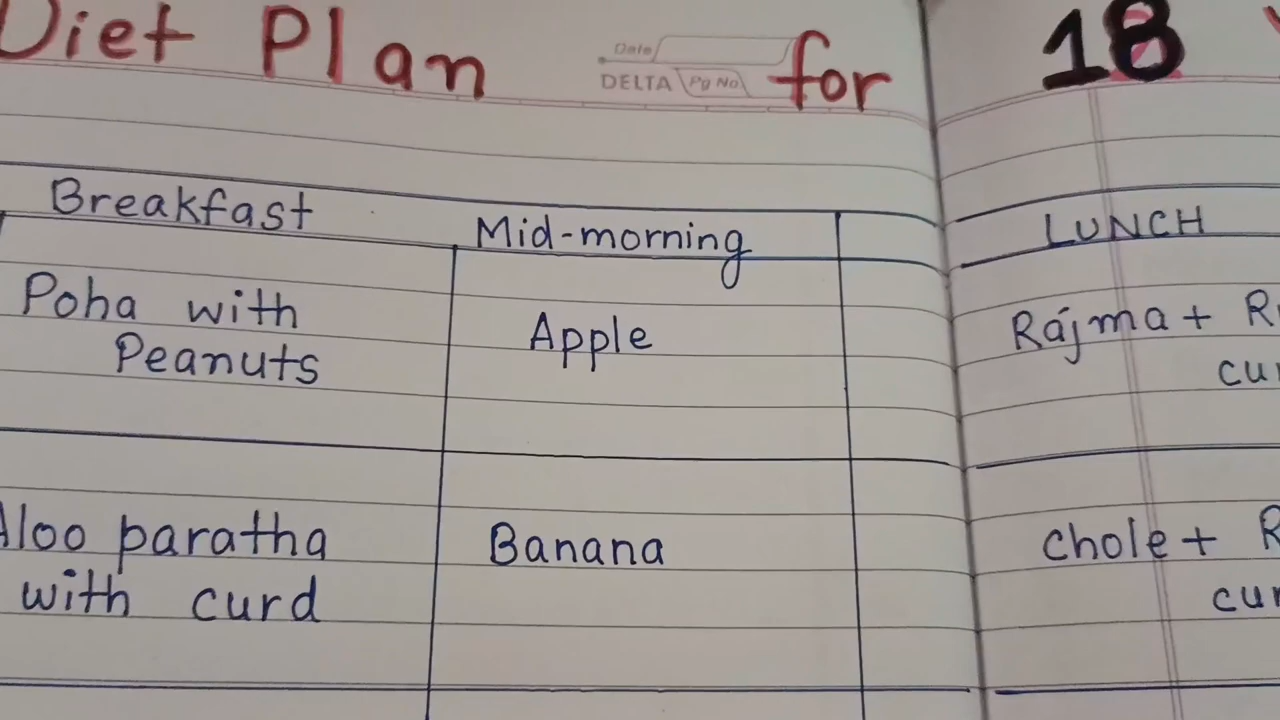 Diet Plan for 18
Date
DELTA Pg No
Breakfast Mid-morning LUNCH
Poha with
Peanuts
Apple
Rajma +
Aloo paratha
with curd
Banana
chole +